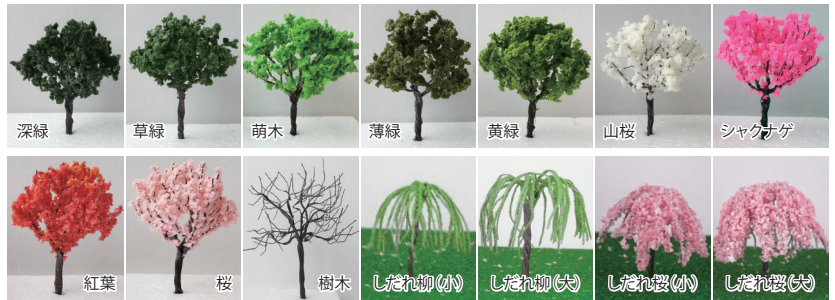 深緑
草緑
萌木
薄緑
黄緑
山桜
シャクナゲ
紅葉
桜
樹木
しだれ柳(小)
しだれ柳(大)
しだれ桜(小)
しだれ桜(大)